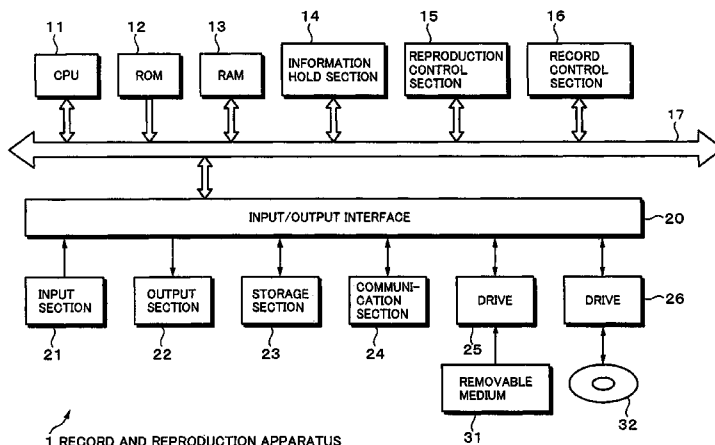 11
12
13
14
15
16
CPU
ROM
RAM
INFORMATION
HOLD SECTION
REPRODUCTION
CONTROL
SECTION
RECORD
CONTROL
SECTION
17
INPUT/OUTPUT INTERFACE
20
INPUT
SECTION
OUTPUT
SECTION
STORAGE
SECTION
COMMUNI-
CATION
SECTION
DRIVE
DRIVE
26
21
22
23
24
25
REMOVABLE
MEDIUM
31
32
1 RECORD AND REPRODUCTION APPARATUS